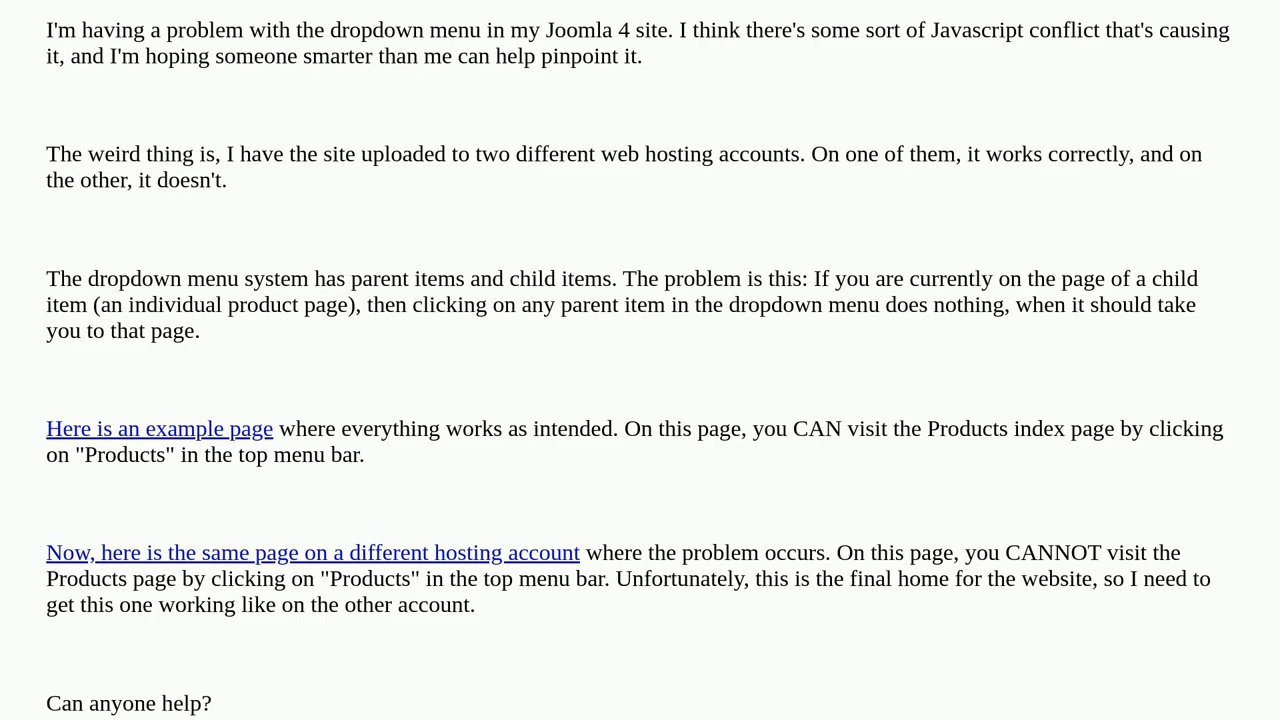 I'm having a problem with the dropdown menu in my Joomla 4 site. I think there's some sort of Javascript conflict that's causing
it, and I'm hoping someone smarter than me can help pinpoint it.
The weird thing is, I have the site uploaded to two different web hosting accounts. On one of them, it works correctly, and on
the other, it doesn't.
The dropdown menu system has parent items and child items. The problem is this: If you are currently on the page of a child
item (an individual product page), then clicking on any parent item in the dropdown menu does nothing, when it should take
you to that page.
Here is an example page where everything works as intended. On this page, you CAN visit the Products index page by clicking
on "Products" in the top menu bar.
Now, here is the same page on a different hosting account where the problem occurs. On this page, you CANNOT visit the
Products page by clicking on "Products" in the top menu bar. Unfortunately, this is the final home for the website, so I need to
get this one working like on the other account.
Can anyone help?